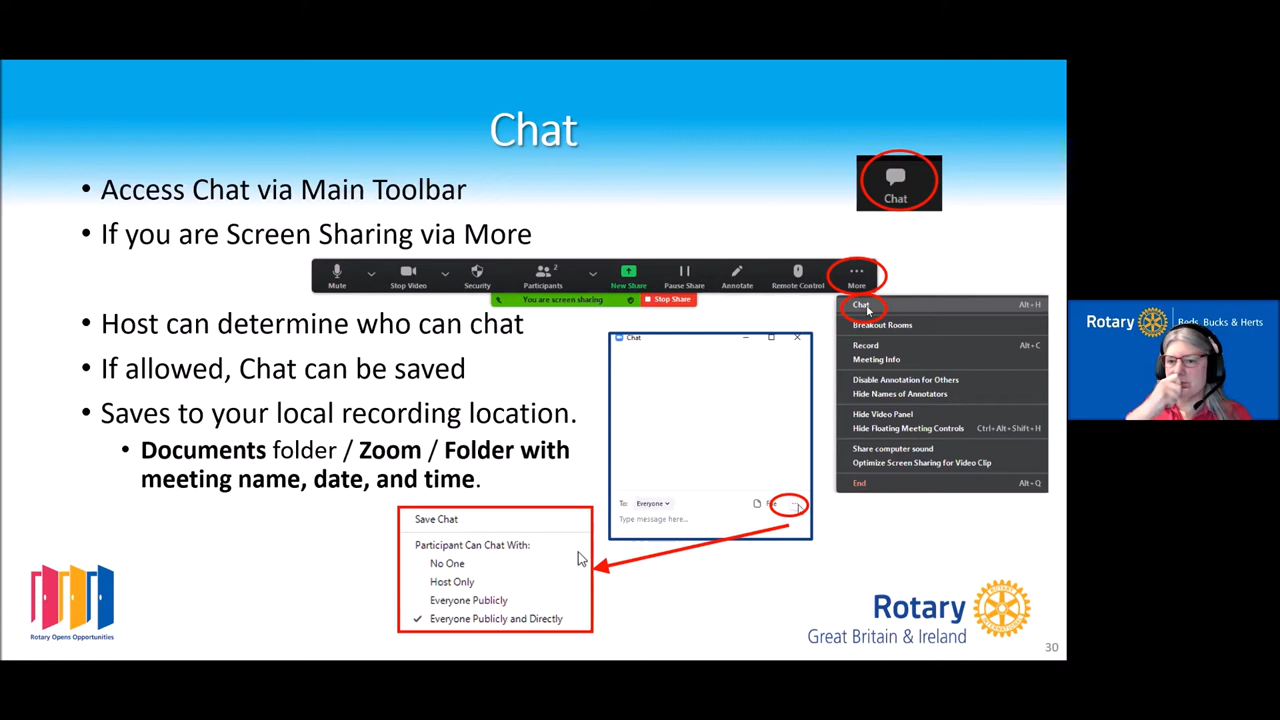 Chat
• Access Chat via Main Toolbar
Chat
• If you are Screen Sharing via More
Mute
Stop Video
Security
Participants
2
New Share
Pause Share
Annotate
Remote Control
More
You are screen sharing
Stop Share
Chat Alt+H
Breakout Rooms
Record Alt+C
Meeting Info
Disable Annotation for Others
Hide Names of Annotators
Hide Video Panel
Hide Floating Meeting Controls Ctrl+Alt+Shift+H
Share computer sound
Optimize Screen Sharing for Video Clip
End Alt+Q
• Host can determine who can chat
• If allowed, Chat can be saved
• Saves to your local recording location.
• Documents folder / Zoom / Folder with
meeting name, date, and time.
Chat
To: Everyone
Type message here...
Save Chat
Participant Can Chat With:
No One
Host Only
Everyone Publicly
✓ Everyone Publicly and Directly
Rotary Opens Opportunities
Rotary
Great Britain & Ireland
30
Rotary
Beds, Bucks & Herts